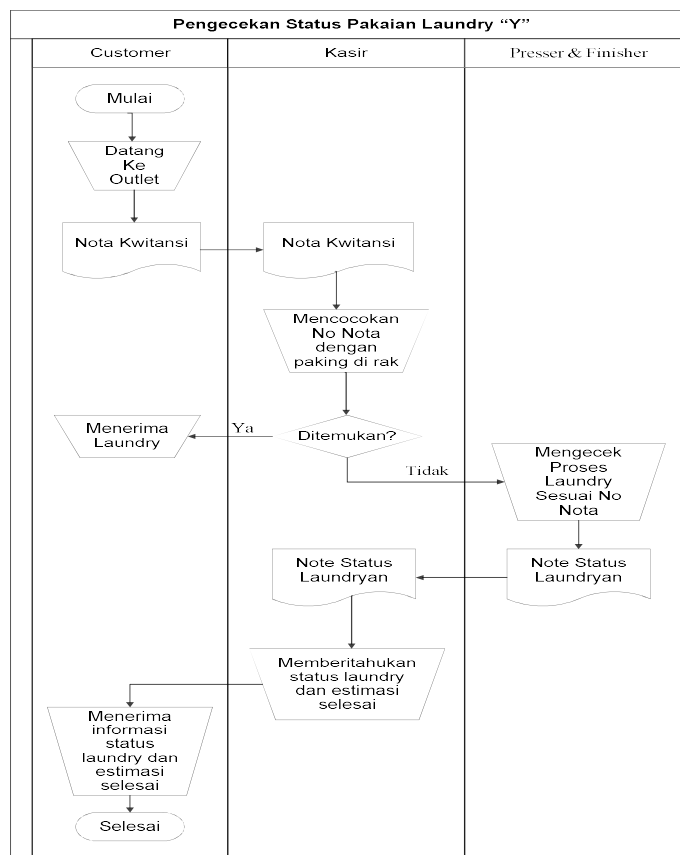 Pengecekan Status Pakaian Laundry “Y”
Customer
Kasir
Presser & Finisher
Mulai
Datang
Ke
Outlet
Nota Kwitansi
Nota Kwitansi
Mencocokan
No Nota
dengan
paking di rak
Ditemukan?
Ya
Menerima
Laundry
Tidak
Mengecek
Proses
Laundry
Sesuai No
Nota
Note Status
Laundryan
Note Status
Laundryan
Memberitahukan
status laundry
dan estimasi
selesai
Menerima
informasi
status
laundry dan
estimasi
selesai
Selesai